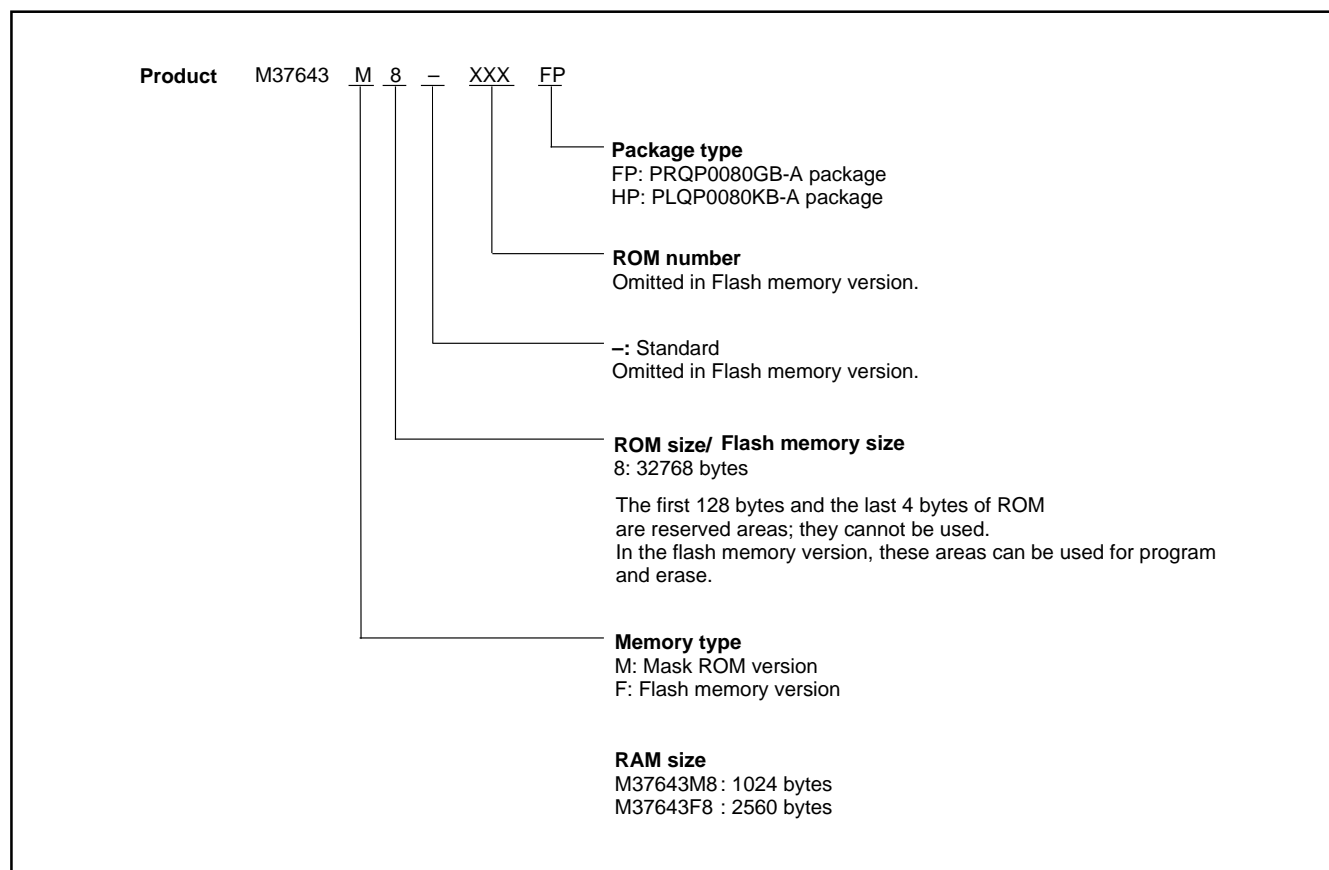 Product M37643 M 8 – XXX FP
Package type
FP: PRQP0080GB-A package
HP: PLQP0080KB-A package
ROM number
Omitted in Flash memory version.
–: Standard
Omitted in Flash memory version.
ROM size/ Flash memory size
8: 32768 bytes
The first 128 bytes and the last 4 bytes of ROM
are reserved areas; they cannot be used.
In the flash memory version, these areas can be used for program
and erase.
Memory type
M: Mask ROM version
F: Flash memory version
RAM size
M37643M8 : 1024 bytes
M37643F8 : 2560 bytes